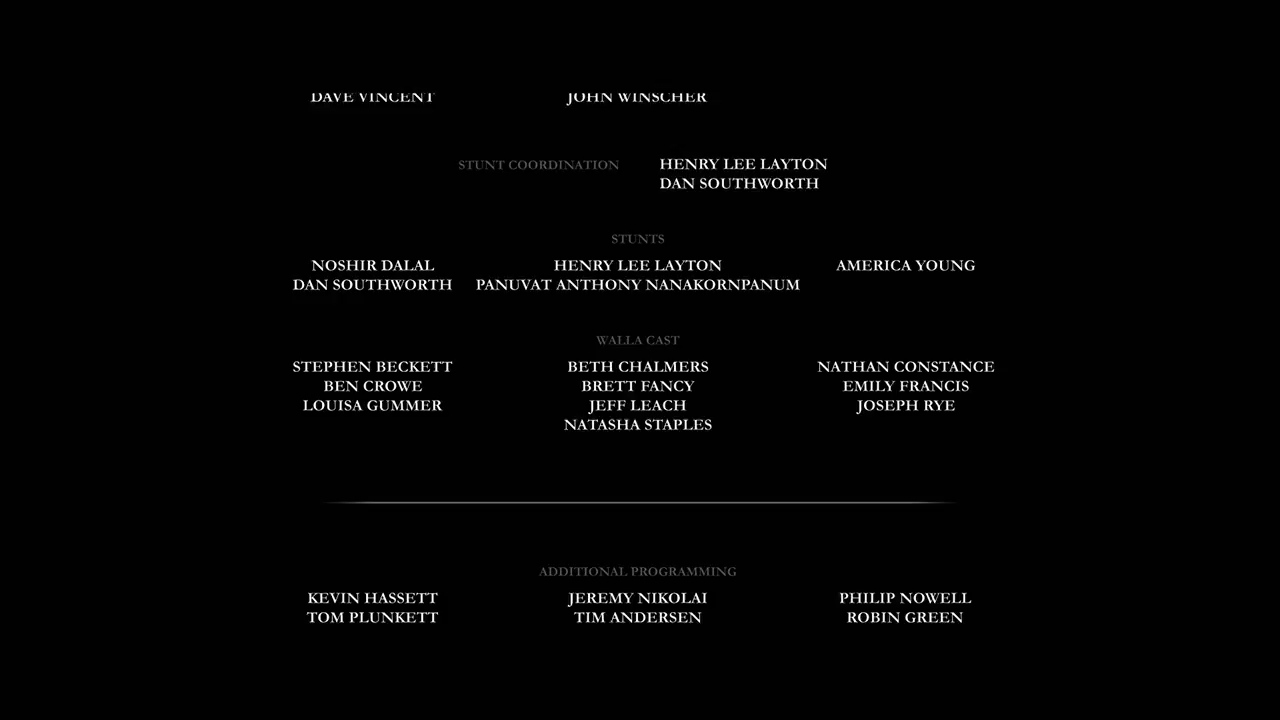 DAVE VINCENT JOHN WINSCHER
STUNT COORDINATION HENRY LEE LAYTON
DAN SOUTHWORTH
STUNTS
NOSHIR DALAL HENRY LEE LAYTON AMERICA YOUNG
DAN SOUTHWORTH PANUVAT ANTHONY NANAKORNPANUM
WALLA CAST
STEPHEN BECKETT BETH CHALMERS NATHAN CONSTANCE
BEN CROWE BRETT FANCY EMILY FRANCIS
LOUISA GUMMER JEFF LEACH JOSEPH RYE
NATASHA STAPLES
ADDITIONAL PROGRAMMING
KEVIN HASSETT JEREMY NIKOLAI PHILIP NOWELL
TOM PLUNKETT TIM ANDERSEN ROBIN GREEN